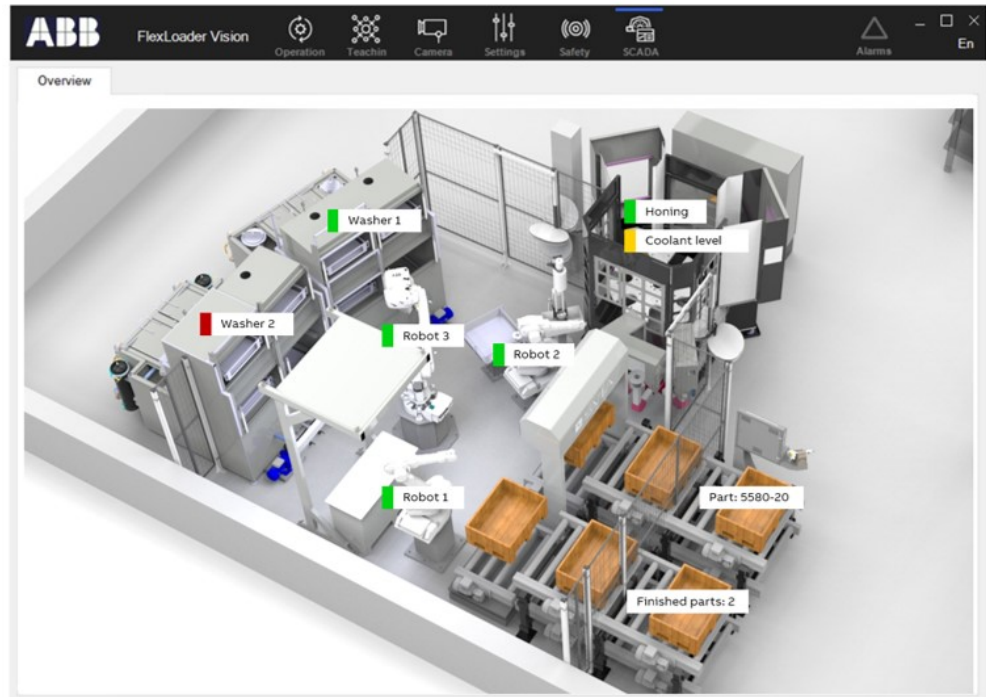 ABB
FlexLoader Vision
Operation
Teachin
Camera
Settings
Safety
SCADA
Alarms
En
Overview
Washer 1
Honing
Coolant level
Washer 2
Robot 3
Robot 2
Robot 1
Part: 5580-20
Finished parts: 2